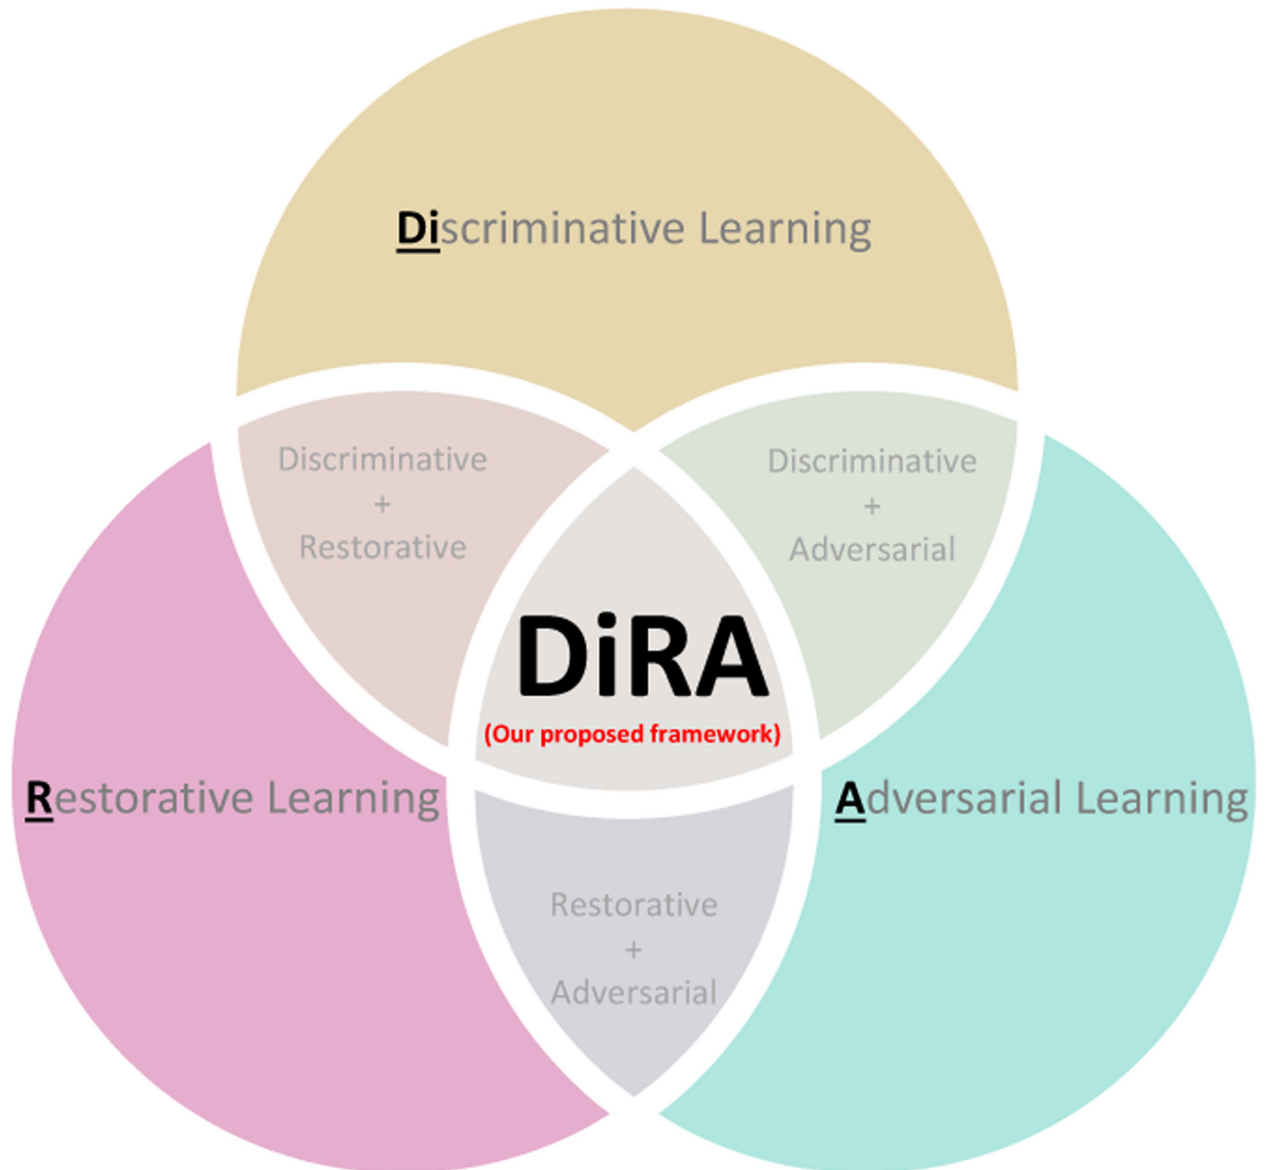 Discriminative Learning
Discriminative
+
Restorative
Discriminative
+
Adversarial
DiRA
(Our proposed framework)
Restorative Learning
Adversarial Learning
Restorative
+
Adversarial